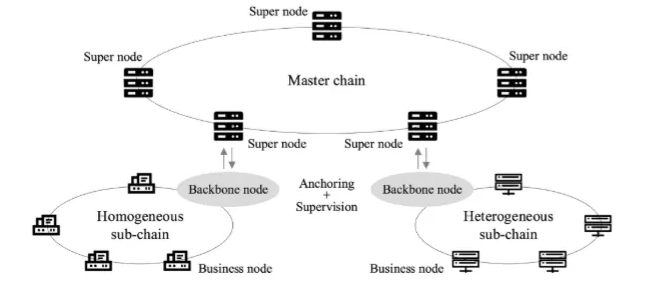 Super node
Super node
Super node
Master chain
Super node
Super node
Backbone node
Anchoring
+
Supervision
Backbone node
Homogeneous
sub-chain
Heterogeneous
sub-chain
Business node
Business node